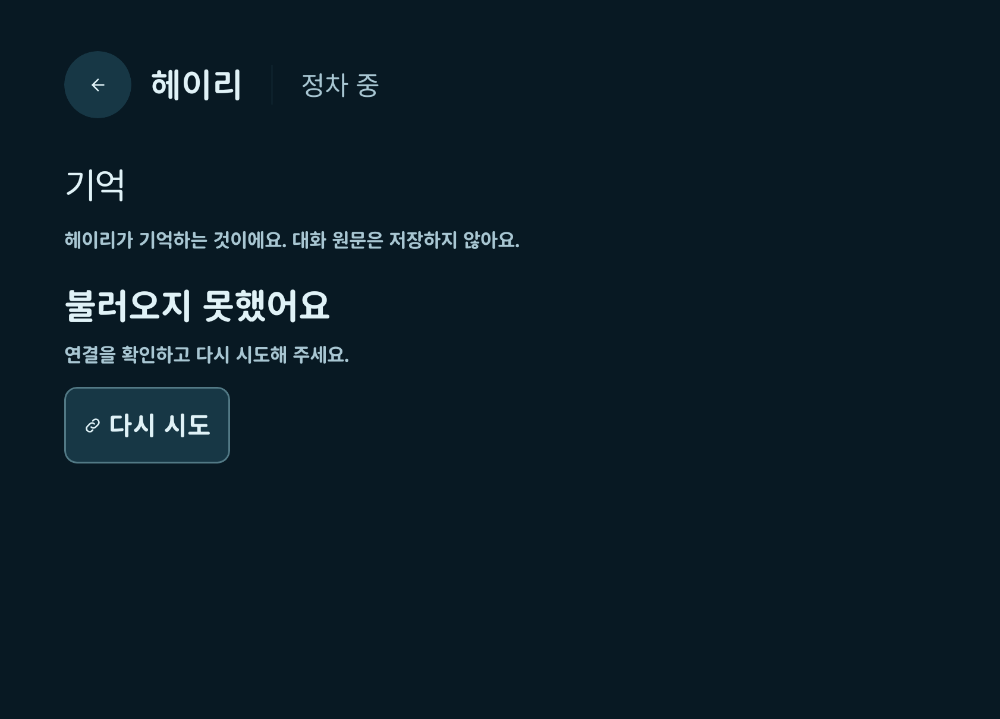 헤이리
정차 중
기억
헤이리가 기억하는 것이에요. 대화 원문은 저장하지 않아요.
불러오지 못했어요
연결을 확인하고 다시 시도해 주세요.
다시 시도